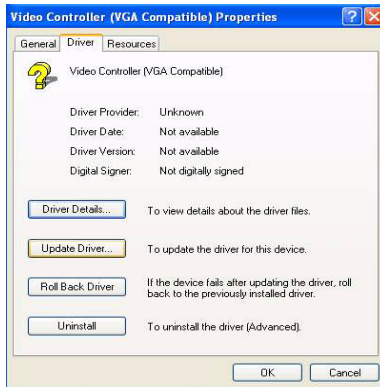 Video Controller (VGA Compatible) Properties
General Driver Resources
Video Controller (VGA Compatible)
Driver Provider: Unknown
Driver Date: Not available
Driver Version: Not available
Digital Signer: Not digitally signed
Driver Details... To view details about the driver files.
Update Driver... To update the driver for this device.
Roll Back Driver If the device fails after updating the driver, roll
back to the previously installed driver.
Uninstall To uninstall the driver (Advanced).
OK Cancel